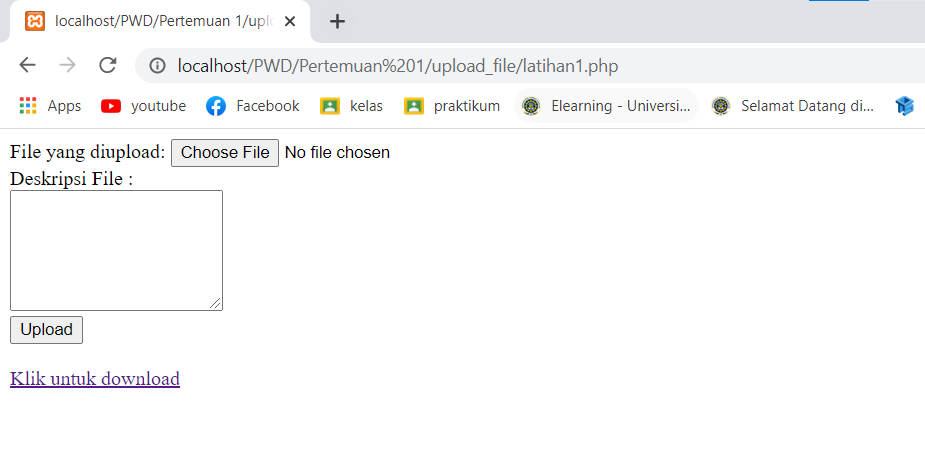 localhost/PWD/Pertemuan 1/uplo
localhost/PWD/Pertemuan%201/upload_file/latihan1.php
Apps youtube Facebook kelas praktikum Elearning - Universi... Selamat Datang di...
File yang diupload: Choose File No file chosen
Deskripsi File :
Upload
Klik untuk download